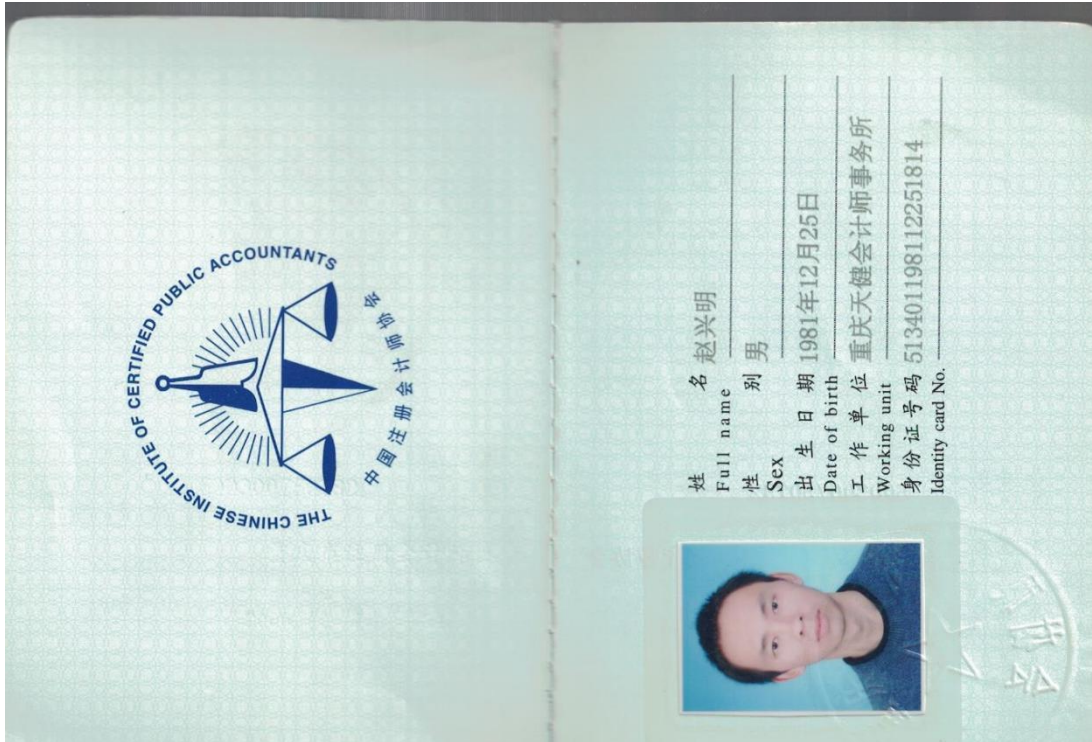 THE CHINESE INSTITUTE OF CERTIFIED PUBLIC ACCOUNTANTS
中国注册会计师协会
姓 名 赵兴明
Full name
性 别 男
Sex
出生日期 1981年12月25日
Date of birth
工作单位 重庆天健会计师事务所
Working unit
身份证号码 513401198112251814
Identity card No.